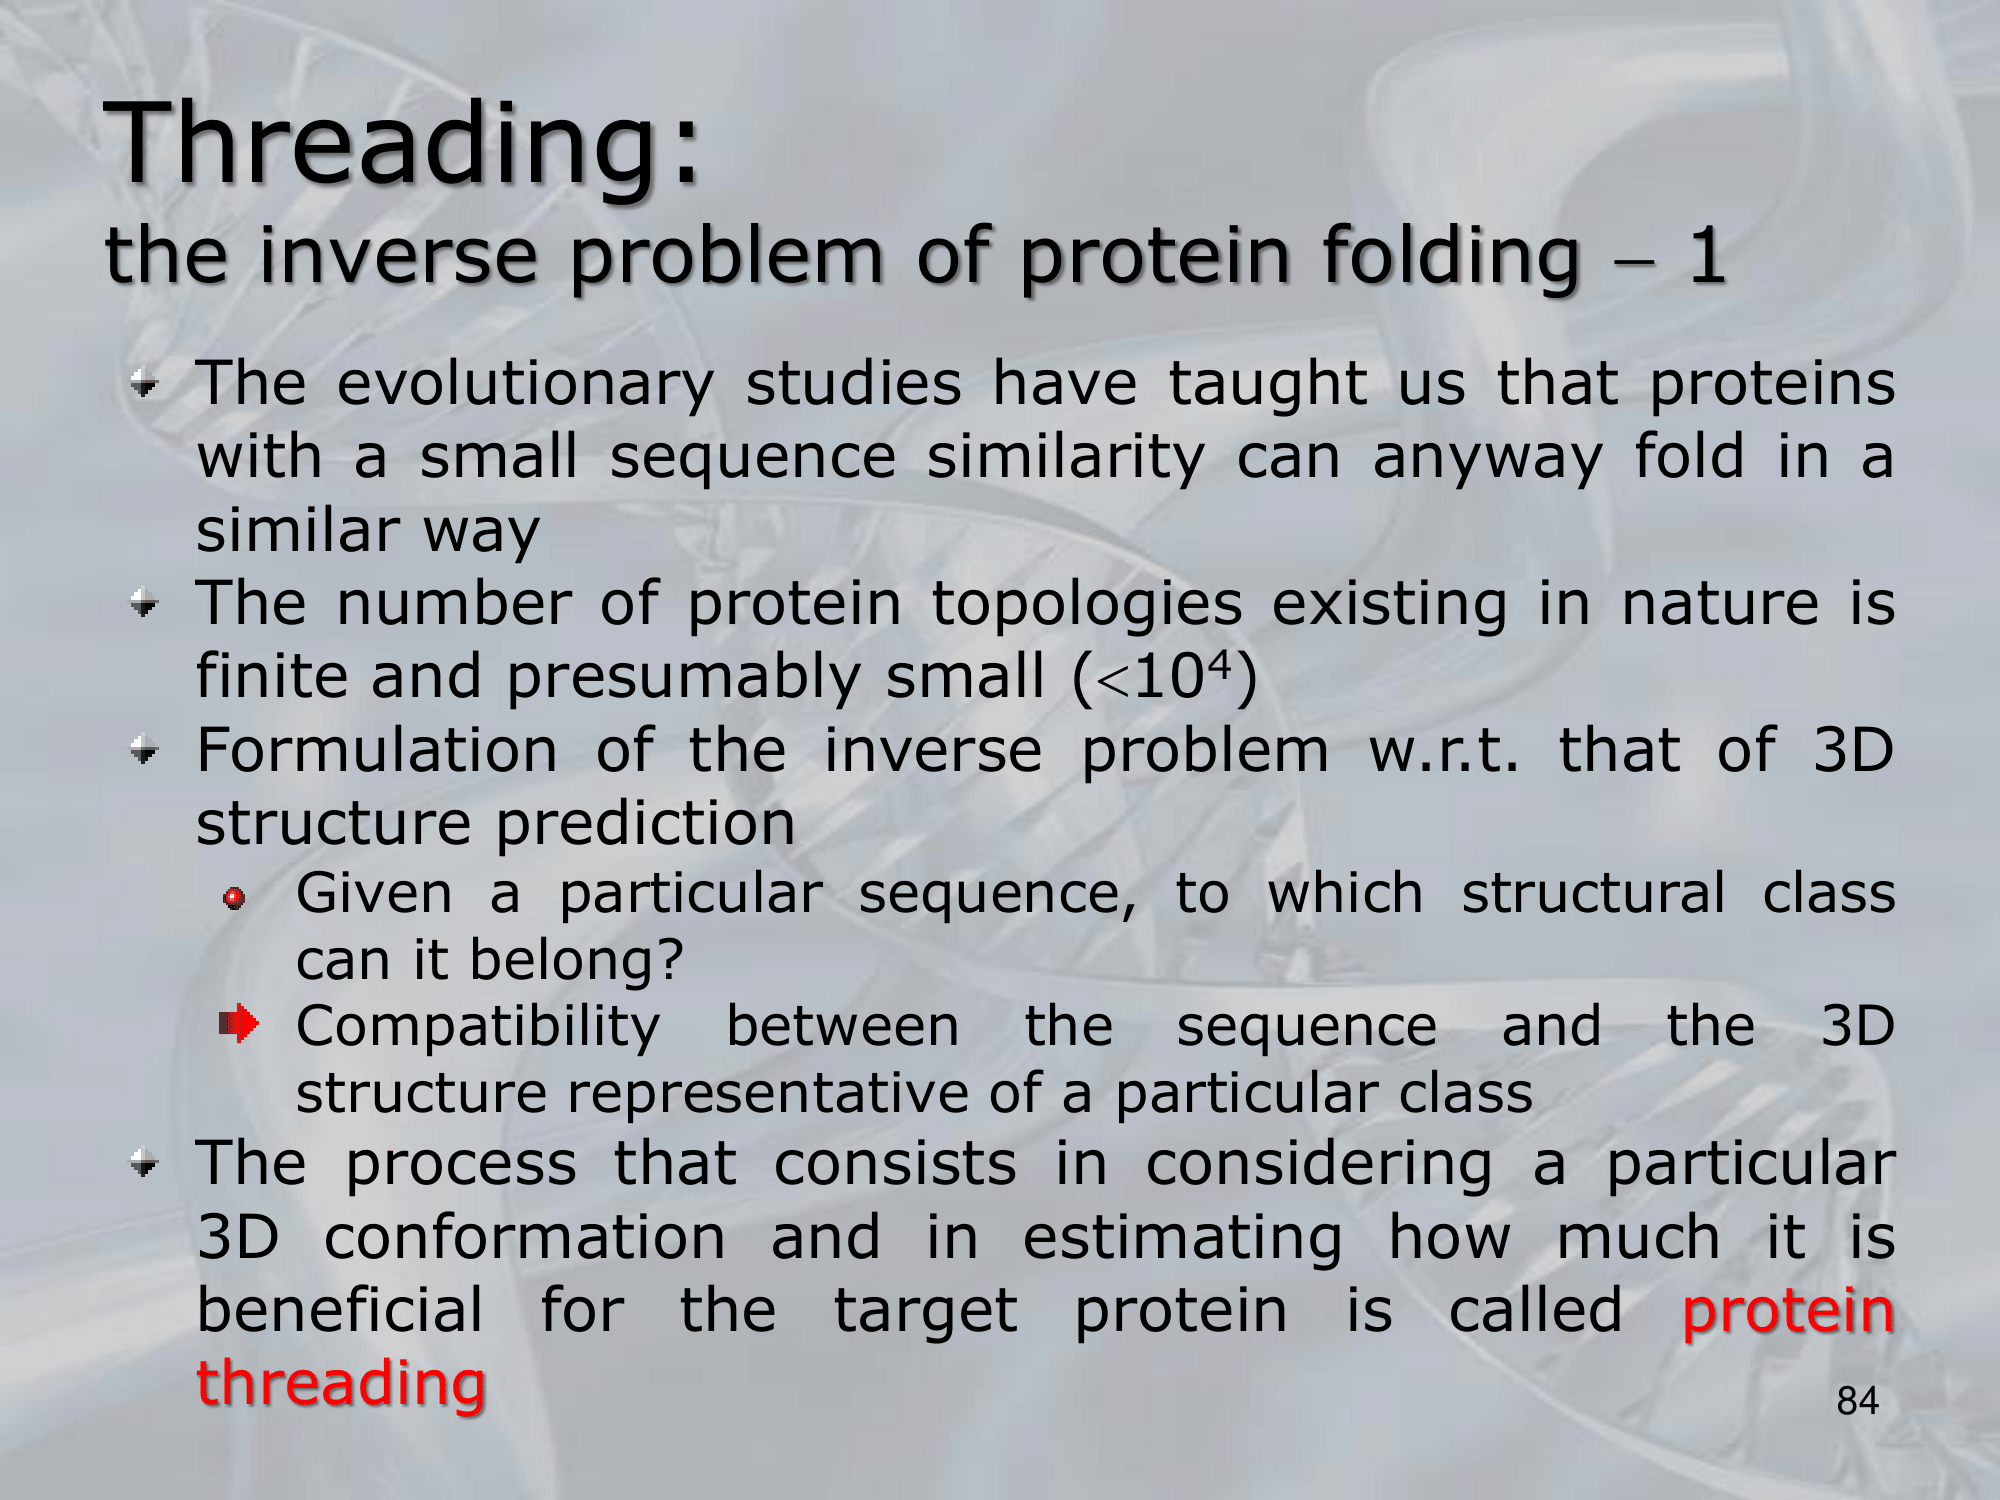 Threading:
the inverse problem of protein folding – 1
The evolutionary studies have taught us that proteins
with a small sequence similarity can anyway fold in a
similar way
The number of protein topologies existing in nature is
finite and presumably small (<10⁴)
Formulation of the inverse problem w.r.t. that of 3D
structure prediction
Given a particular sequence, to which structural class
can it belong?
Compatibility between the sequence and the 3D
structure representative of a particular class
The process that consists in considering a particular
3D conformation and in estimating how much it is
beneficial for the target protein is called protein
threading
84